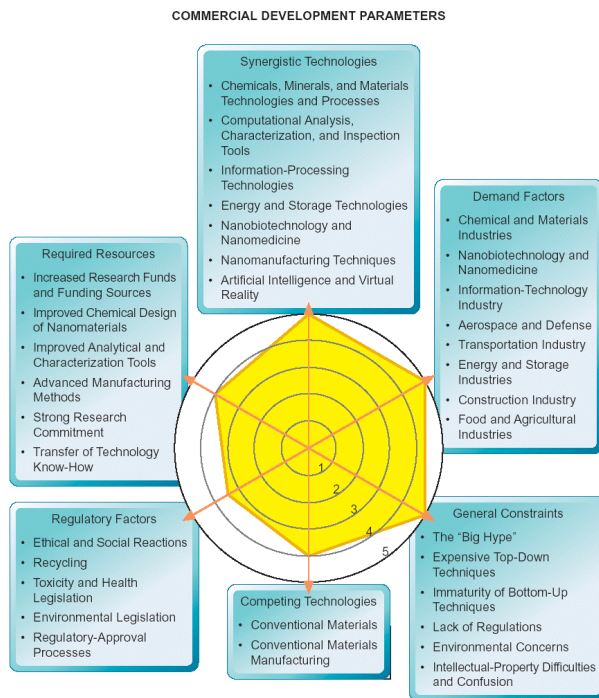 COMMERCIAL DEVELOPMENT PARAMETERS
Synergistic Technologies
• Chemicals, Minerals, and Materials
Technologies and Processes
• Computational Analysis,
Characterization, and Inspection
Tools
• Information-Processing
Technologies
• Energy and Storage Technologies
• Nanobiotechnology and
Nanomedicine
• Nanomanufacturing Techniques
• Artificial Intelligence and Virtual
Reality
Demand Factors
• Chemical and Materials
Industries
• Nanobiotechnology and
Nanomedicine
• Information-Technology
Industry
• Aerospace and Defense
• Transportation Industry
• Energy and Storage
Industries
• Construction Industry
• Food and Agricultural
Industries
Required Resources
• Increased Research Funds
and Funding Sources
• Improved Chemical Design
of Nanomaterials
• Improved Analytical and
Characterization Tools
• Advanced Manufacturing
Methods
• Strong Research
Commitment
• Transfer of Technology
Know-How
1
2
3
4
5
Regulatory Factors
• Ethical and Social Reactions
• Recycling
• Toxicity and Health
Legislation
• Environmental Legislation
• Regulatory-Approval
Processes
Competing Technologies
• Conventional Materials
• Conventional Materials
Manufacturing
General Constraints
• The “Big Hype”
• Expensive Top-Down
Techniques
• Immaturity of Bottom-Up
Techniques
• Lack of Regulations
• Environmental Concerns
• Intellectual-Property Difficulties
and Confusion